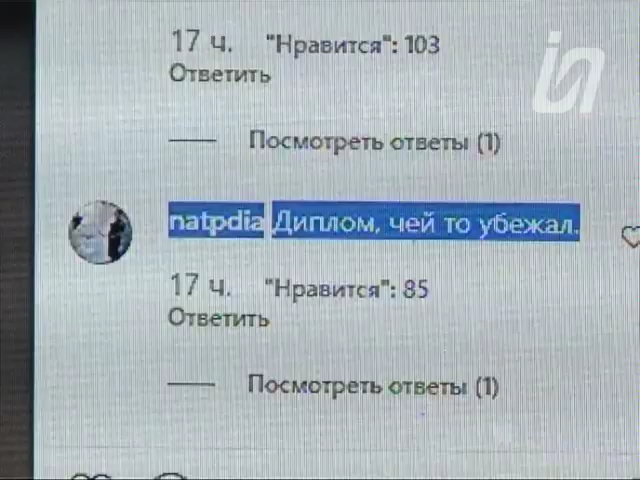 in
17 ч. "Нравится": 103
Ответить
Посмотреть ответы (1)
natpdia Диплом, чей то убежал.
17 ч. "Нравится": 85
Ответить
Посмотреть ответы (1)